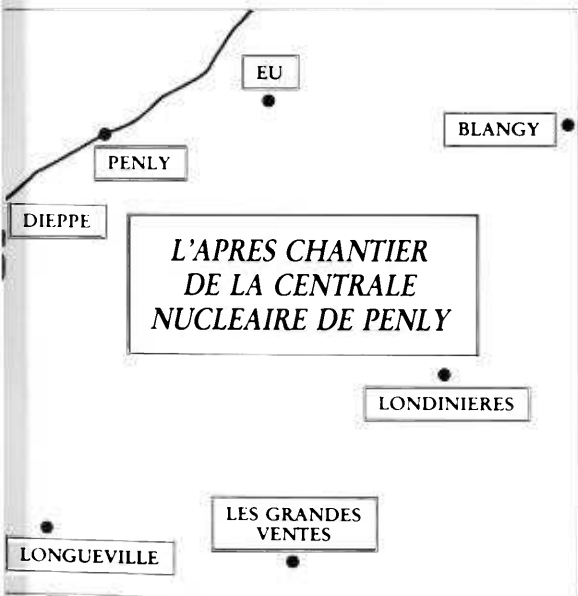 EU
BLANGY
PENLY
DIEPPE
L'APRES CHANTIER
DE LA CENTRALE
NUCLEAIRE DE PENLY
LONDINIERES
LES GRANDES
VENTES
LONGUEVILLE